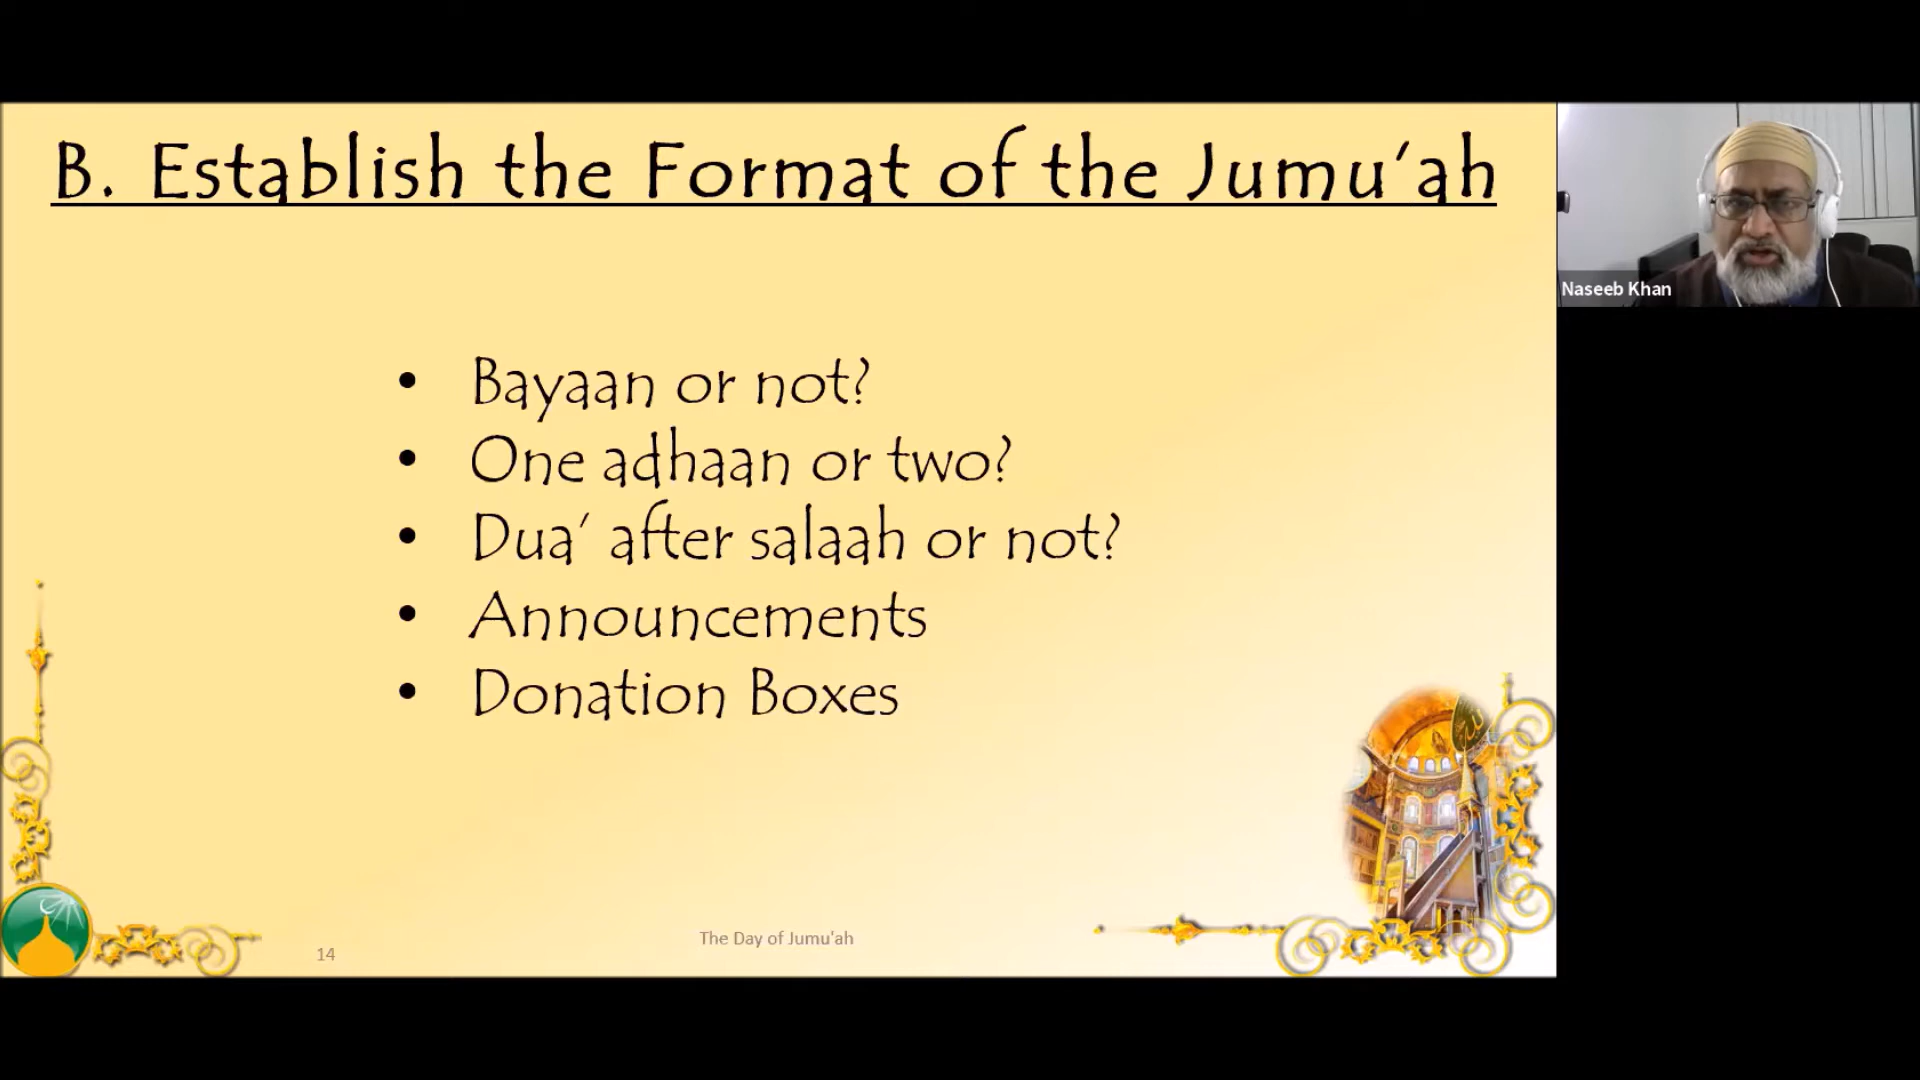 B. Establish the Format of the Jumu’ah
Naseeb Khan
• Bayaan or not?
• One adhaan or two?
• Dua’ after salaah or not?
• Announcements
• Donation Boxes
The Day of Jumu'ah
14